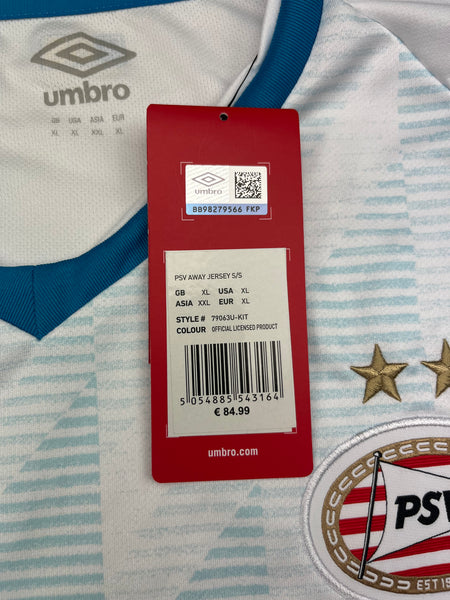 umbro
GB USA ASIA EUR
XL XL XXL XL
umbro
BB98279566 FKP
PSV AWAY JERSEY S/S
GB XL USA XL
ASIA XXL EUR XL
STYLE # 79063U-KIT
COLOUR OFFICIAL LICENSED PRODUCT
5 054885 543164
€ 84.99
umbro.com
PSV
EST 19